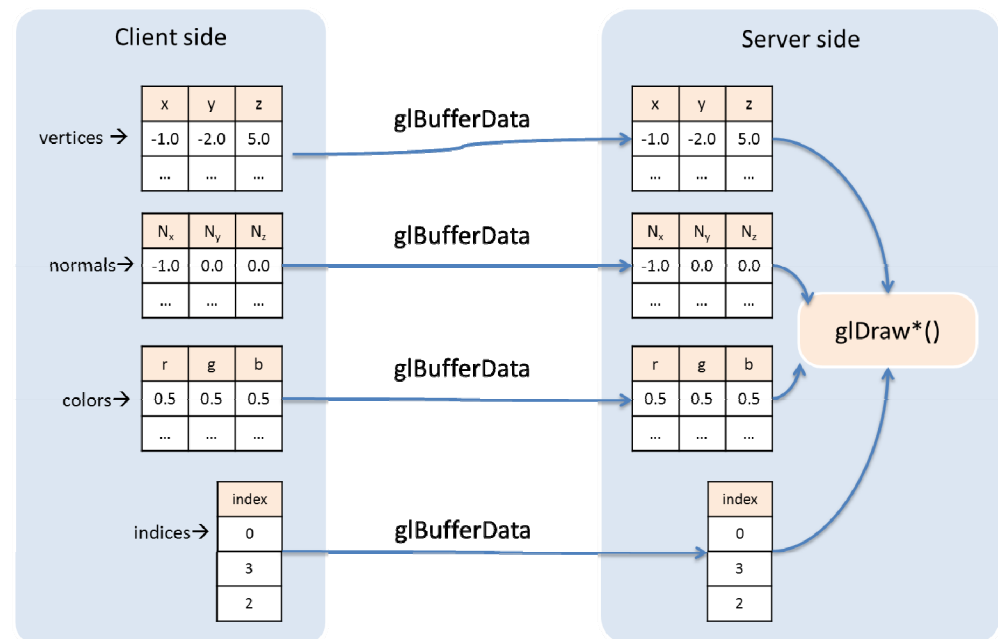 Client side
Server side
x y z
vertices → -1.0 -2.0 5.0
... ... ...
glBufferData
x y z
-1.0 -2.0 5.0
... ... ...
Nx Ny Nz
normals→ -1.0 0.0 0.0
... ... ...
glBufferData
Nx Ny Nz
-1.0 0.0 0.0
... ... ...
glDraw*()
r g b
colors→ 0.5 0.5 0.5
... ... ...
glBufferData
r g b
0.5 0.5 0.5
... ... ...
index
indices→ 0
3
2
glBufferData
index
0
3
2